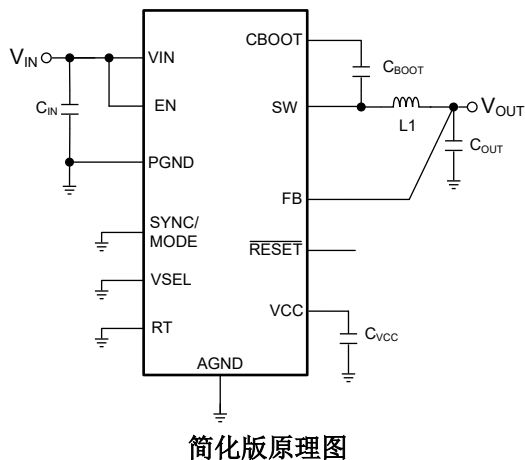 CBOOT
VIN
VIN
CBOOT
CIN
EN
SW
VOUT
L1
COUT
PGND
FB
SYNC/
MODE
RESET
VSEL
VCC
RT
CVCC
AGND
简化版原理图